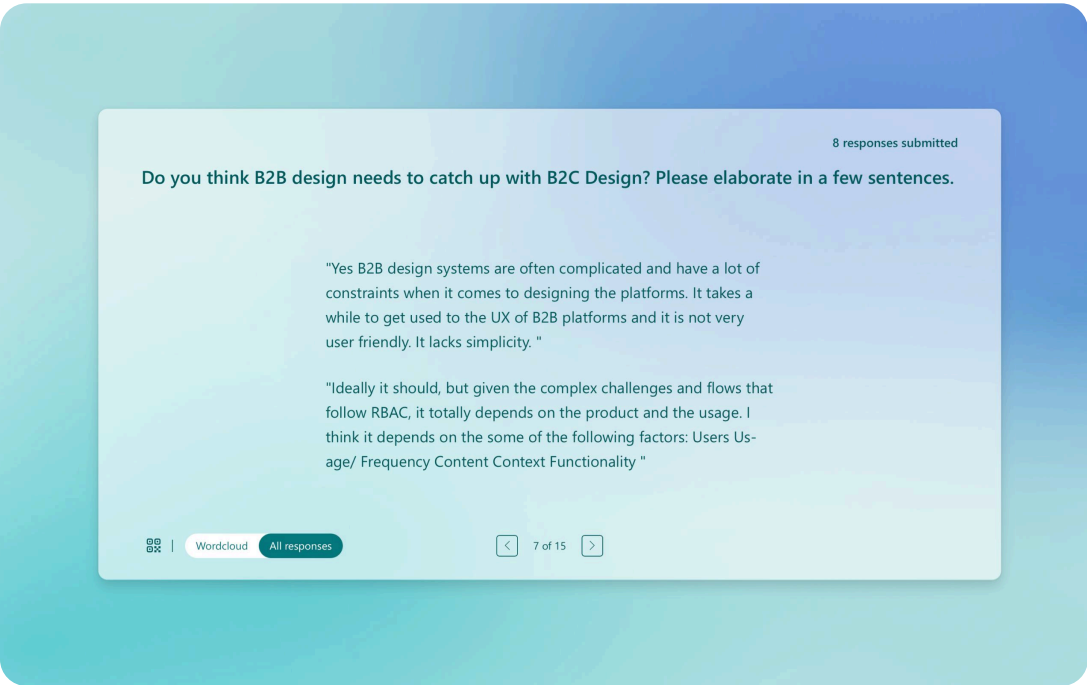 8 responses submitted
Do you think B2B design needs to catch up with B2C Design? Please elaborate in a few sentences.
"Yes B2B design systems are often complicated and have a lot of
constraints when it comes to designing the platforms. It takes a
while to get used to the UX of B2B platforms and it is not very
user friendly. It lacks simplicity. "
"Ideally it should, but given the complex challenges and flows that
follow RBAC, it totally depends on the product and the usage. I
think it depends on the some of the following factors: Users Us-
age/ Frequency Content Context Functionality "
Wordcloud
All responses
7 of 15